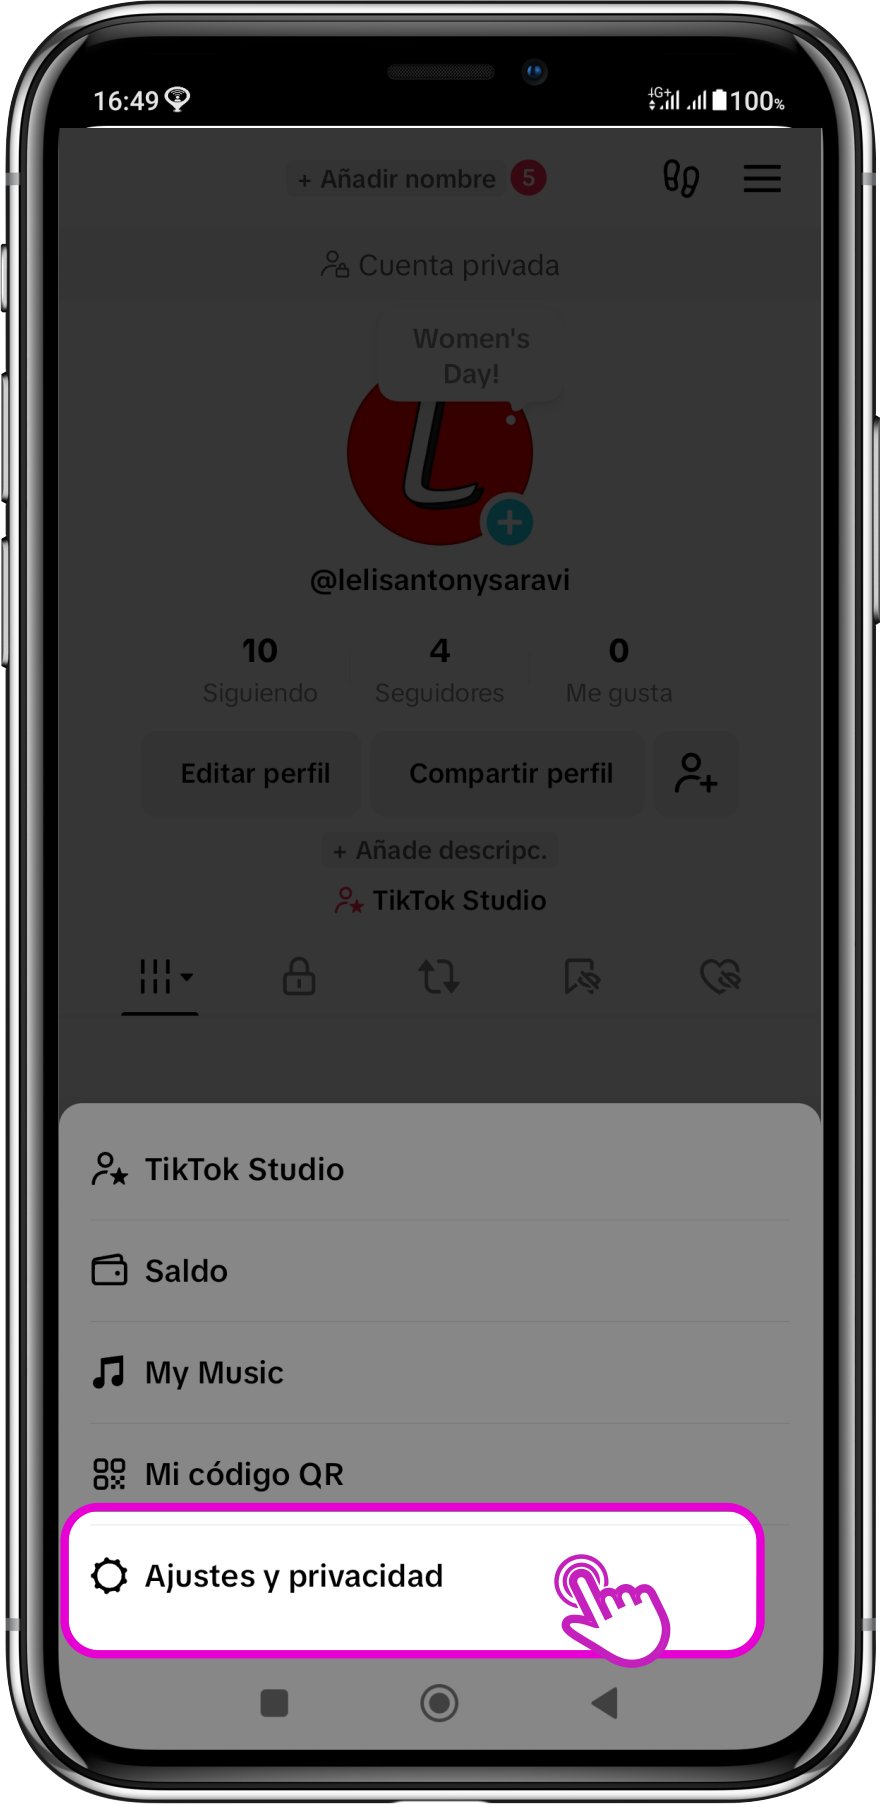 16:49 4G+ 100%
+ Añadir nombre 5
Cuenta privada
Women's
Day!
L
@lelisantonysaravi
10 4 0
Siguiendo Seguidores Me gusta
Editar perfil Compartir perfil
+ Añade descripc.
TikTok Studio
TikTok Studio
Saldo
My Music
Mi código QR
Ajustes y privacidad